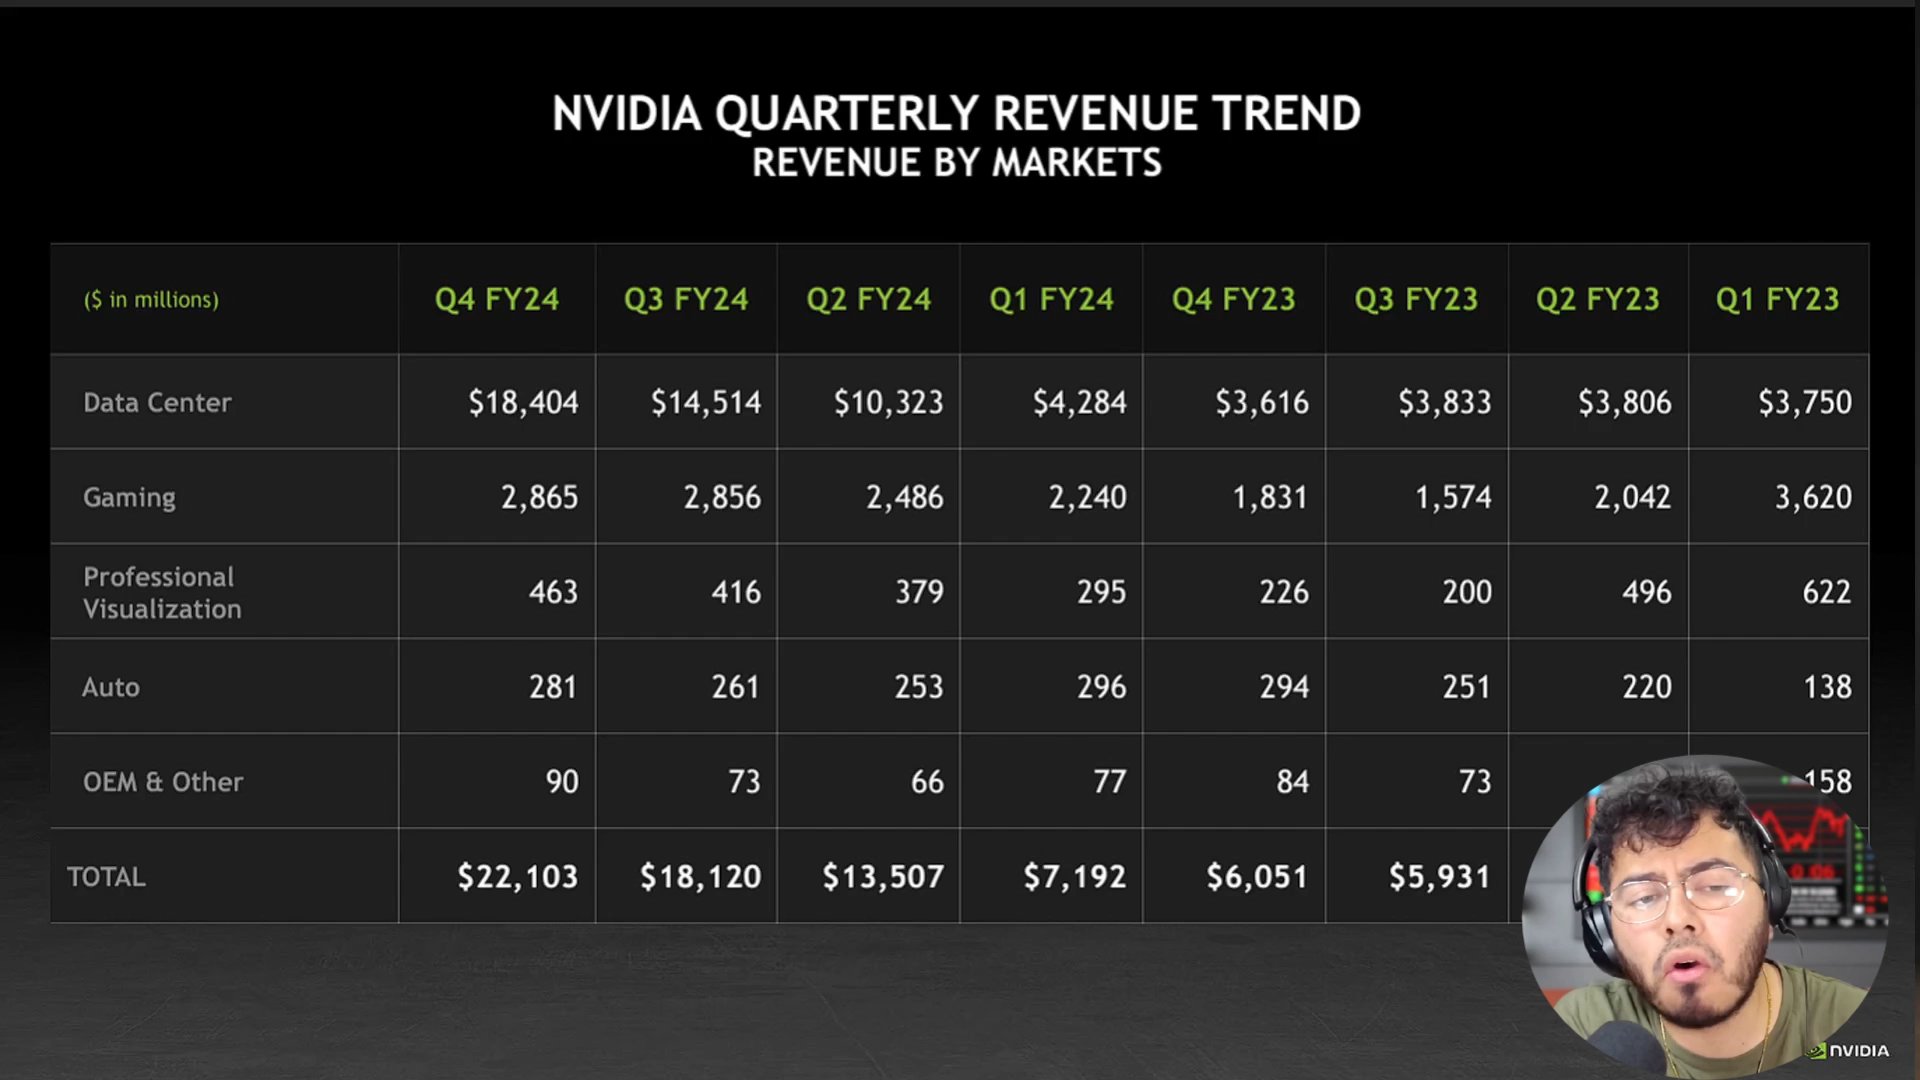 NVIDIA QUARTERLY REVENUE TREND
REVENUE BY MARKETS
($ in millions) Q4 FY24 Q3 FY24 Q2 FY24 Q1 FY24 Q4 FY23 Q3 FY23 Q2 FY23 Q1 FY23
Data Center $18,404 $14,514 $10,323 $4,284 $3,616 $3,833 $3,806 $3,750
Gaming 2,865 2,856 2,486 2,240 1,831 1,574 2,042 3,620
Professional
Visualization 463 416 379 295 226 200 496 622
Auto 281 261 253 296 294 251 220 138
OEM & Other 90 73 66 77 84 73 158
TOTAL $22,103 $18,120 $13,507 $7,192 $6,051 $5,931
NVIDIA